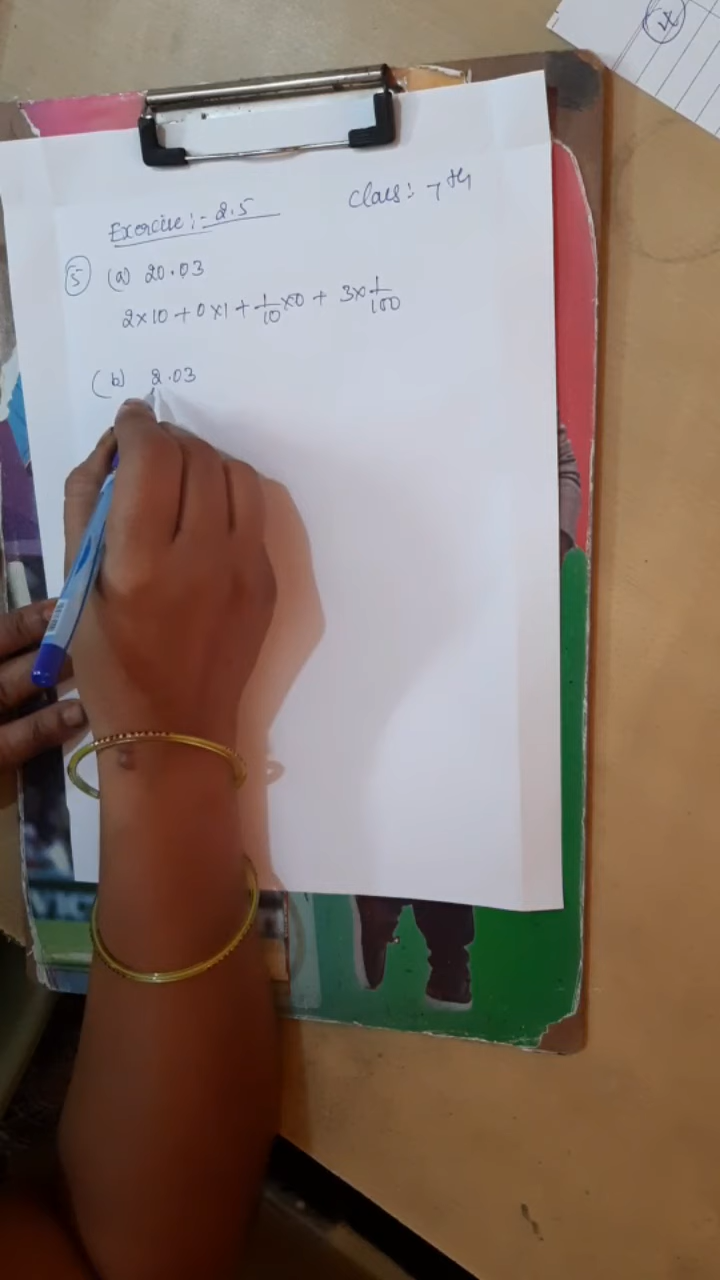 4
Class: 7th
Exercise:- 2.5
5 (a) 20.03
2×10 + 0×1 + 1/10×0 + 3×1/100
(b) 2.03